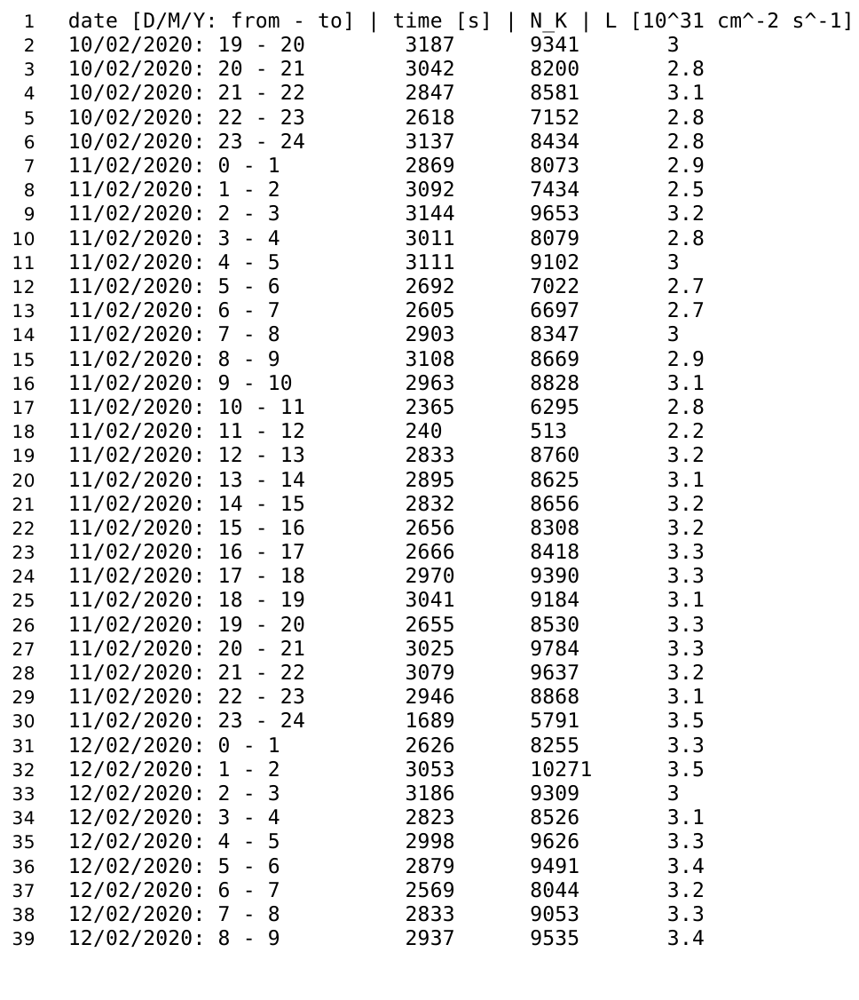 1 date [D/M/Y: from - to] | time [s] | N_K | L [10^31 cm^-2 s^-1]
2 10/02/2020: 19 - 20 3187 9341 3
3 10/02/2020: 20 - 21 3042 8200 2.8
4 10/02/2020: 21 - 22 2847 8581 3.1
5 10/02/2020: 22 - 23 2618 7152 2.8
6 10/02/2020: 23 - 24 3137 8434 2.8
7 11/02/2020: 0 - 1 2869 8073 2.9
8 11/02/2020: 1 - 2 3092 7434 2.5
9 11/02/2020: 2 - 3 3144 9653 3.2
10 11/02/2020: 3 - 4 3011 8079 2.8
11 11/02/2020: 4 - 5 3111 9102 3
12 11/02/2020: 5 - 6 2692 7022 2.7
13 11/02/2020: 6 - 7 2605 6697 2.7
14 11/02/2020: 7 - 8 2903 8347 3
15 11/02/2020: 8 - 9 3108 8669 2.9
16 11/02/2020: 9 - 10 2963 8828 3.1
17 11/02/2020: 10 - 11 2365 6295 2.8
18 11/02/2020: 11 - 12 240 513 2.2
19 11/02/2020: 12 - 13 2833 8760 3.2
20 11/02/2020: 13 - 14 2895 8625 3.1
21 11/02/2020: 14 - 15 2832 8656 3.2
22 11/02/2020: 15 - 16 2656 8308 3.2
23 11/02/2020: 16 - 17 2666 8418 3.3
24 11/02/2020: 17 - 18 2970 9390 3.3
25 11/02/2020: 18 - 19 3041 9184 3.1
26 11/02/2020: 19 - 20 2655 8530 3.3
27 11/02/2020: 20 - 21 3025 9784 3.3
28 11/02/2020: 21 - 22 3079 9637 3.2
29 11/02/2020: 22 - 23 2946 8868 3.1
30 11/02/2020: 23 - 24 1689 5791 3.5
31 12/02/2020: 0 - 1 2626 8255 3.3
32 12/02/2020: 1 - 2 3053 10271 3.5
33 12/02/2020: 2 - 3 3186 9309 3
34 12/02/2020: 3 - 4 2823 8526 3.1
35 12/02/2020: 4 - 5 2998 9626 3.3
36 12/02/2020: 5 - 6 2879 9491 3.4
37 12/02/2020: 6 - 7 2569 8044 3.2
38 12/02/2020: 7 - 8 2833 9053 3.3
39 12/02/2020: 8 - 9 2937 9535 3.4